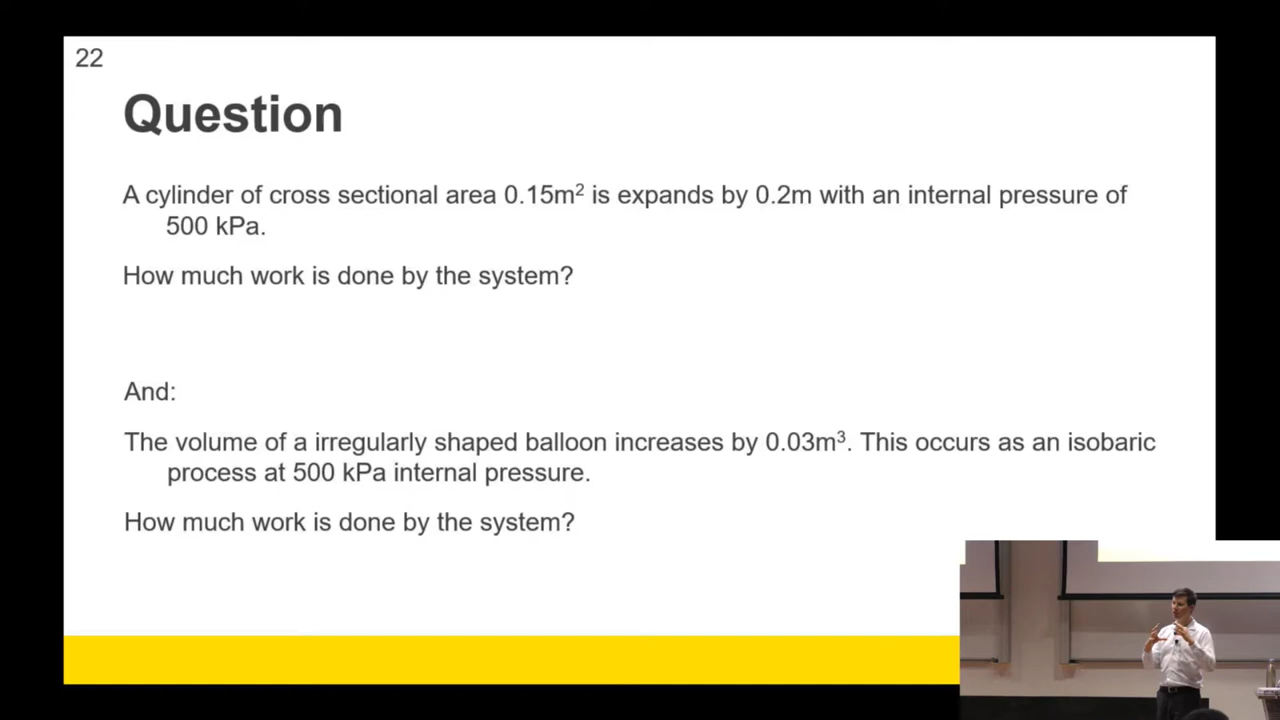 22
Question
A cylinder of cross sectional area 0.15m² is expands by 0.2m with an internal pressure of
500 kPa.
How much work is done by the system?
And:
The volume of a irregularly shaped balloon increases by 0.03m³. This occurs as an isobaric
process at 500 kPa internal pressure.
How much work is done by the system?